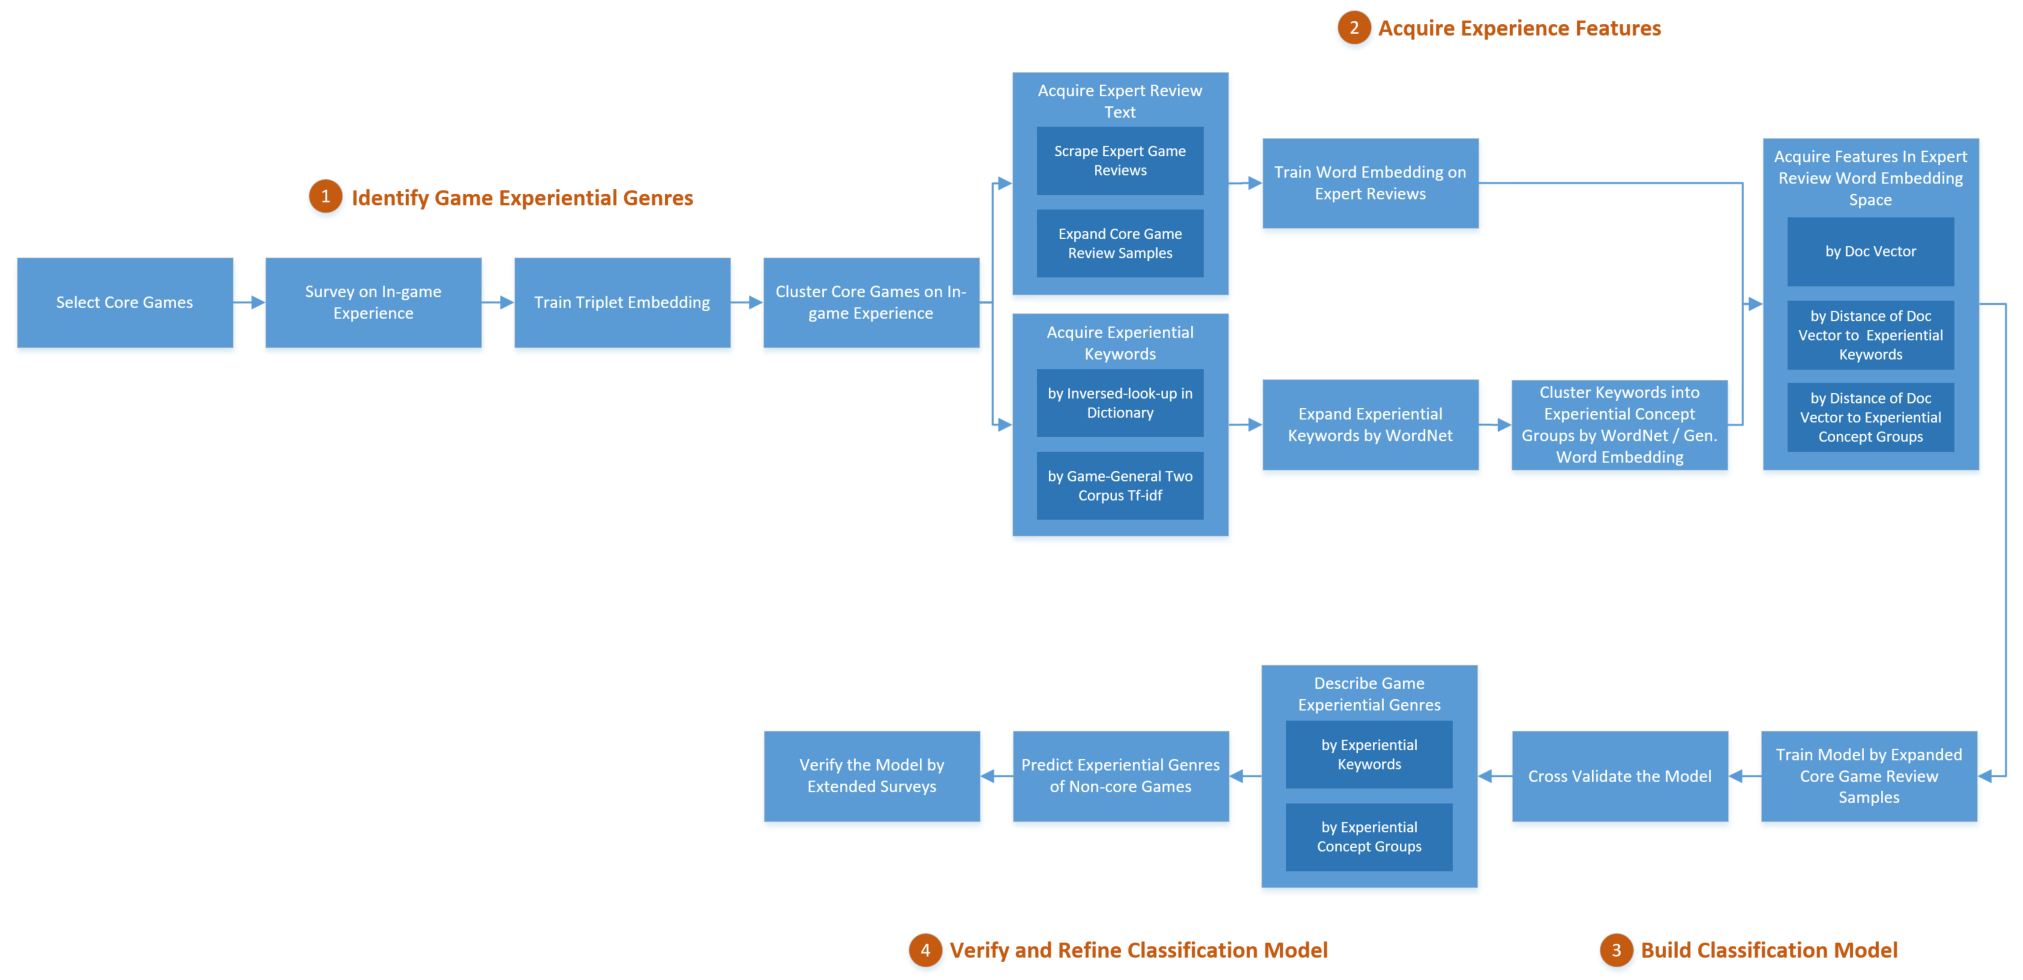 1 Identify Game Experiential Genres
Select Core Games
Survey on In-game
Experience
Train Triplet Embedding
Cluster Core Games on In-
game Experience
2 Acquire Experience Features
Acquire Expert Review
Text
Scrape Expert Game
Reviews
Expand Core Game
Review Samples
Train Word Embedding on
Expert Reviews
Acquire Experiential
Keywords
by Inversed-look-up in
Dictionary
by Game-General Two
Corpus Tf-idf
Expand Experiential
Keywords by WordNet
Cluster Keywords into
Experiential Concept
Groups by WordNet / Gen.
Word Embedding
Acquire Features In Expert
Review Word Embedding
Space
by Doc Vector
by Distance of Doc
Vector to Experiential
Keywords
by Distance of Doc
Vector to Experiential
Concept Groups
Train Model by Expanded
Core Game Review
Samples
Cross Validate the Model
3 Build Classification Model
Describe Game
Experiential Genres
by Experiential
Keywords
by Experiential
Concept Groups
Predict Experiential Genres
of Non-core Games
Verify the Model by
Extended Surveys
4 Verify and Refine Classification Model